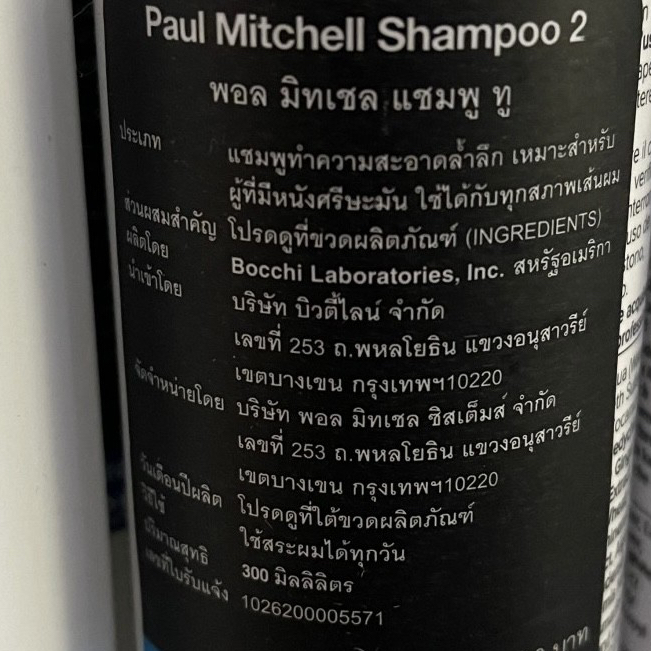 Paul Mitchell Shampoo 2
พอล มิทเชล แชมพู ทู
ประเภท แชมพูทำความสะอาดล้ำลึก เหมาะสำหรับ
ผู้ที่มีหนังศรีษะมัน ใช้ได้กับทุกสภาพเส้นผม
ส่วนผสมสำคัญ โปรดดูที่ขวดผลิตภัณฑ์ (INGREDIENTS)
ผลิตโดย Bocchi Laboratories, Inc. สหรัฐอเมริกา
นำเข้าโดย บริษัท บิวตี้ไลน์ จำกัด
เลขที่ 253 ถ.พหลโยธิน แขวงอนุสาวรีย์
เขตบางเขน กรุงเทพฯ10220
จัดจำหน่ายโดย บริษัท พอล มิทเชล ซิสเต็มส์ จำกัด
เลขที่ 253 ถ.พหลโยธิน แขวงอนุสาวรีย์
เขตบางเขน กรุงเทพฯ10220
วันเดือนปีผลิต โปรดดูที่ใต้ขวดผลิตภัณฑ์
วิธีใช้ ใช้สระผมได้ทุกวัน
ปริมาณสุทธิ 300 มิลลิลิตร
เลขที่ใบรับแจ้ง 1026200005571
บาท